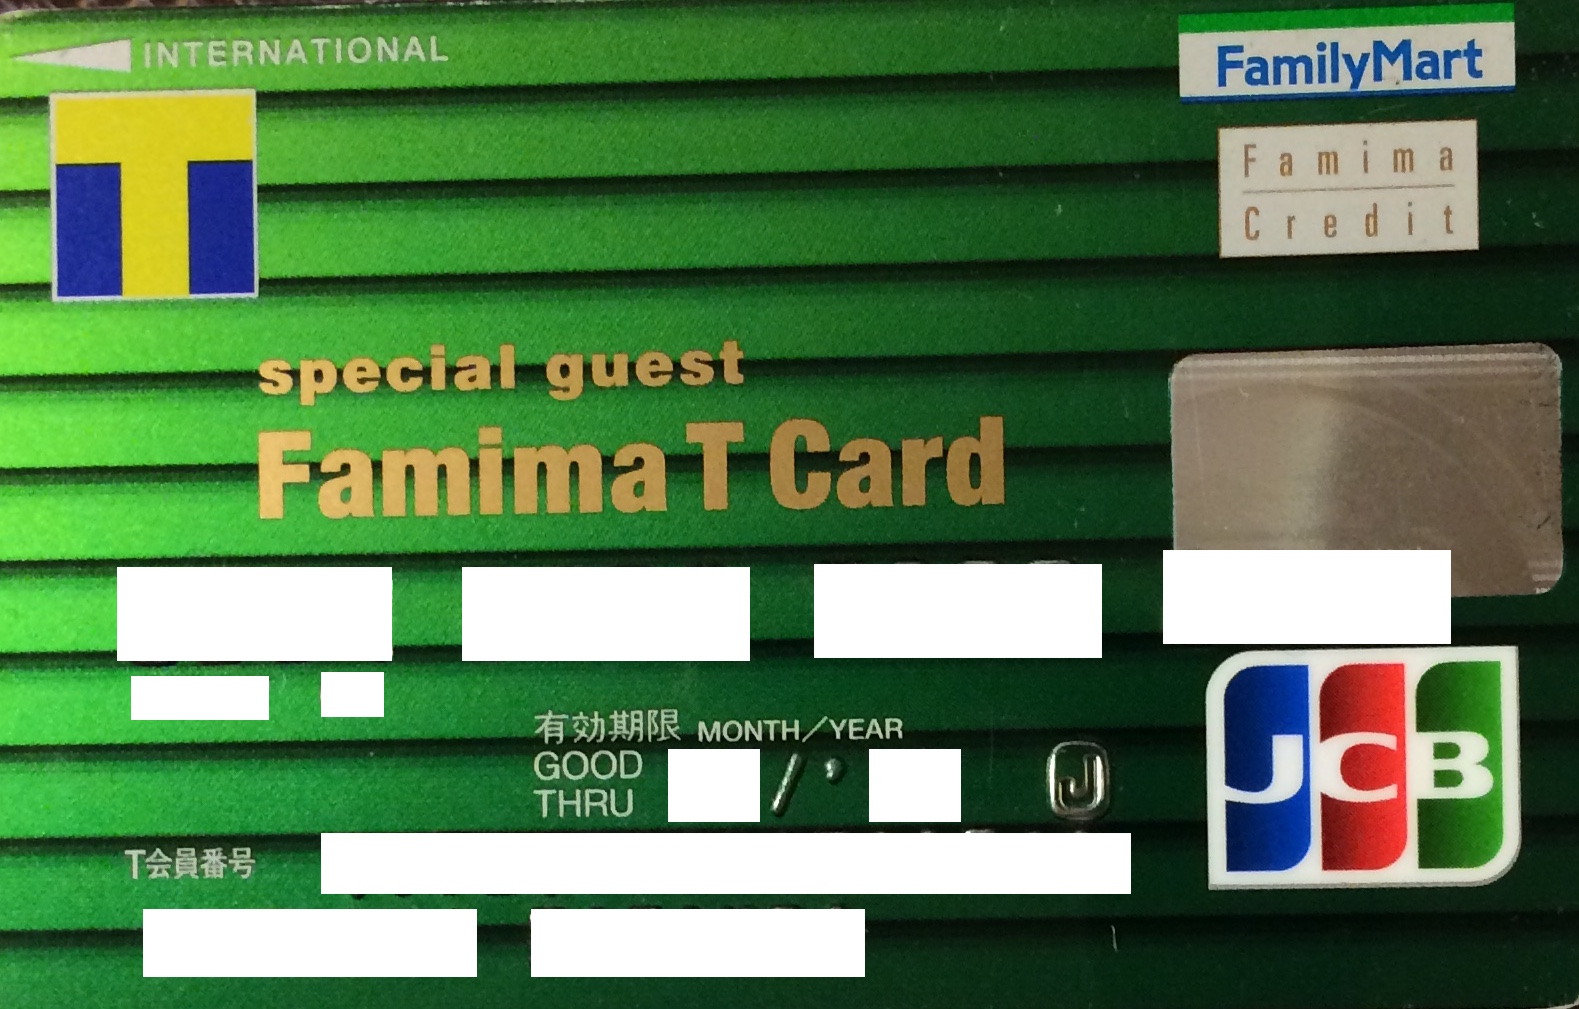 INTERNATIONAL
FamilyMart
T
Famima
Credit
special guest
Famima T Card
有効期限 MONTH/YEAR
GOOD
THRU
/
J
JCB
T会員番号